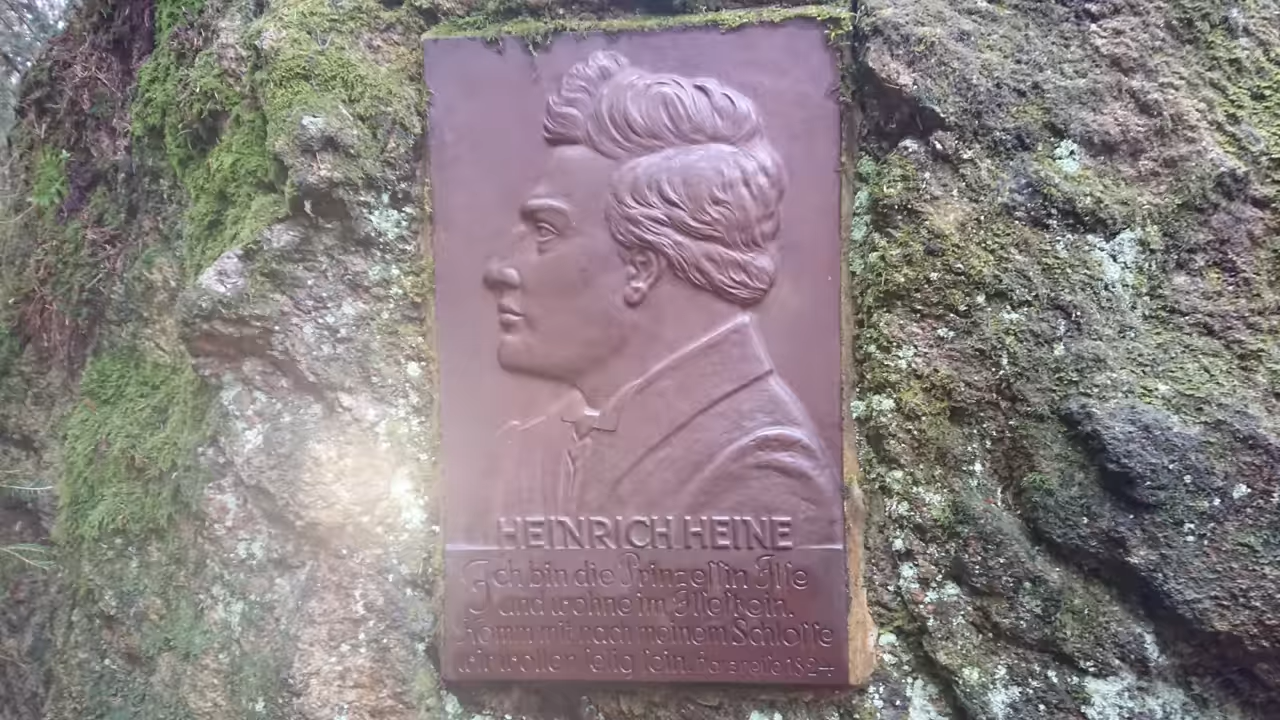 HEINRICH HEINE
Ich bin die Prinzessin Ilse
und wohne im Ilsestein.
Komm mit nach meinem Schlosse
wir wollen selig sein. Harzreise 1824